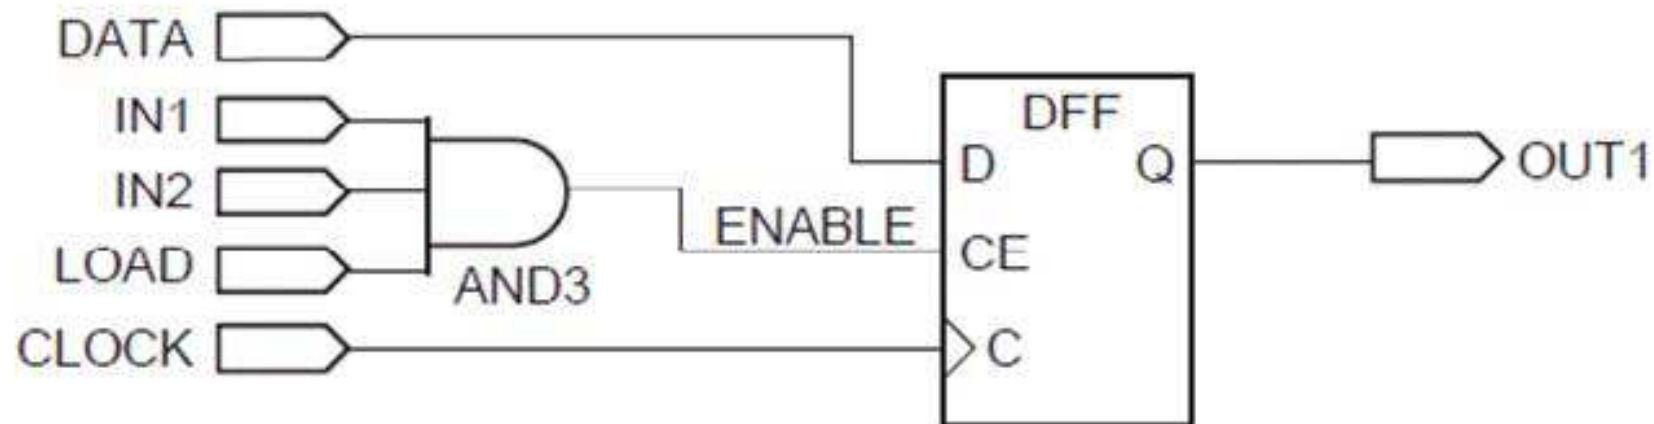 DATA
IN1
IN2
LOAD
CLOCK
AND3
ENABLE
DFF
D
Q
CE
C
OUT1